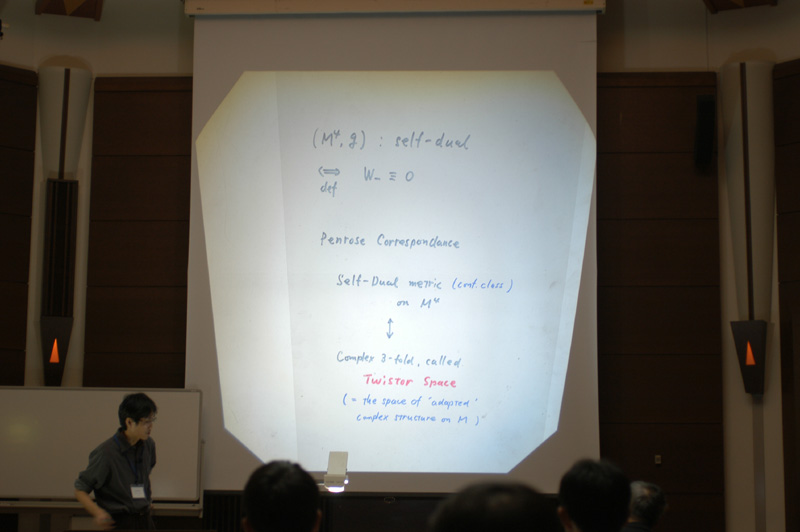 (M⁴, g) : self-dual
⟺ W₋ ≡ 0
def
Penrose Correspondance
Self-Dual metric (conf. class)
on M⁴
↕
Complex 3-fold, called
Twistor Space
( = the space of "adapted"
complex structure on M )